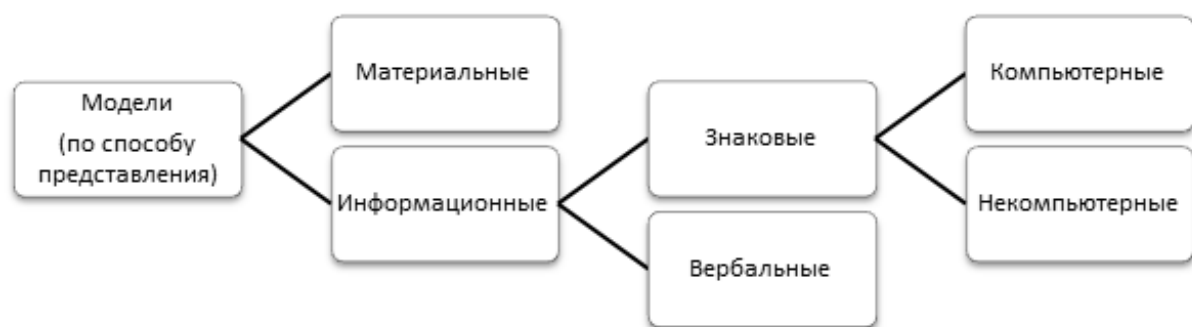 Модели
(по способу
представления)
Материальные
Информационные
Знаковые
Вербальные
Компьютерные
Некомпьютерные